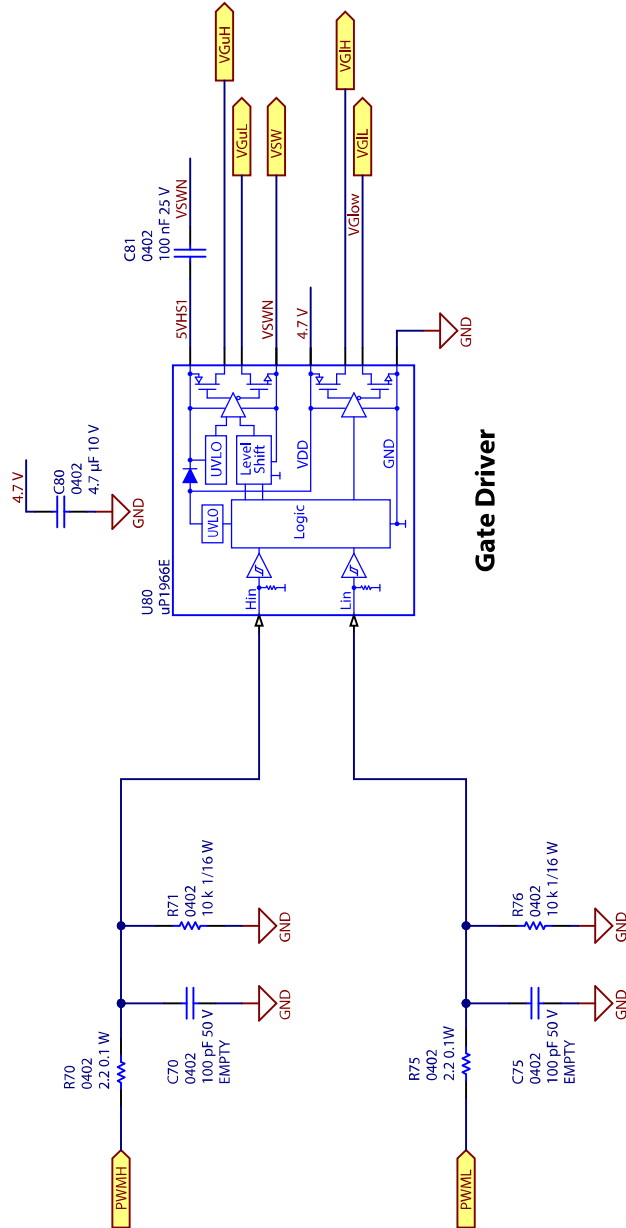 4.7 V
C80
0402
4.7 µF 10 V
GND
C81
0402
100 nF 25 V
5VHS1
VSWN
VGuH
VGuL
VSW
VSWN
4.7 V
VGlH
VGlow
VGlL
GND
U80
uP1966E
Hin
Lin
UVLO
UVLO
Level
Shift
Logic
VDD
GND
PWMH
R70
0402
2.2 0.1 W
C70
0402
100 pF 50 V
EMPTY
GND
R71
0402
10 k 1/16 W
GND
PWML
R75
0402
2.2 0.1W
C75
0402
100 pF 50 V
EMPTY
GND
R76
0402
10 k 1/16 W
GND
Gate Driver